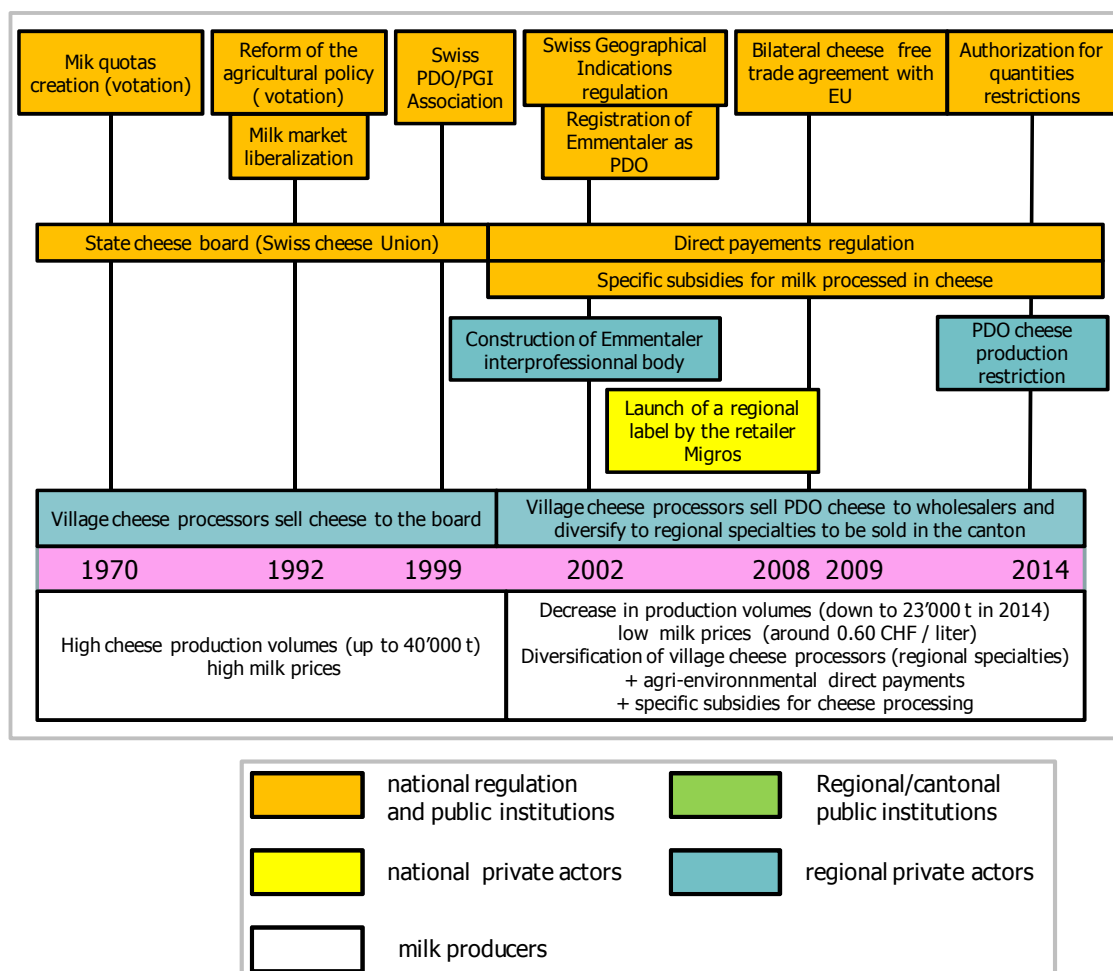 Mik quotas
creation (votation)
Reform of the
agricultural policy
( votation)
Milk market
liberalization
Swiss
PDO/PGI
Association
Swiss Geographical
Indications
regulation
Registration of
Emmentaler as
PDO
Bilateral cheese free
trade agreement with
EU
Authorization for
quantities
restrictions
State cheese board (Swiss cheese Union)
Direct payements regulation
Specific subsidies for milk processed in cheese
Construction of Emmentaler
interprofessionnal body
PDO cheese
production
restriction
Launch of a regional
label by the retailer
Migros
Village cheese processors sell cheese to the board
Village cheese processors sell PDO cheese to wholesalers and
diversify to regional specialties to be sold in the canton
1970 1992 1999 2002 2008 2009 2014
High cheese production volumes (up to 40’000 t)
high milk prices
Decrease in production volumes (down to 23’000 t in 2014)
low milk prices (around 0.60 CHF / liter)
Diversification of village cheese processors (regional specialties)
+ agri-environnmental direct payments
+ specific subsidies for cheese processing
national regulation
and public institutions
Regional/cantonal
public institutions
national private actors
regional private actors
milk producers